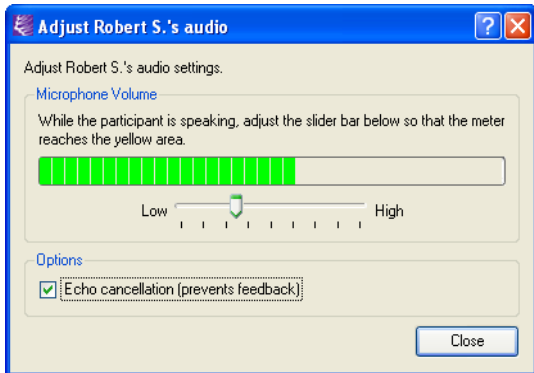 Adjust Robert S.'s audio
Adjust Robert S.'s audio settings.
Microphone Volume
While the participant is speaking, adjust the slider bar below so that the meter
reaches the yellow area.
Low High
Options
Echo cancellation (prevents feedback)
Close